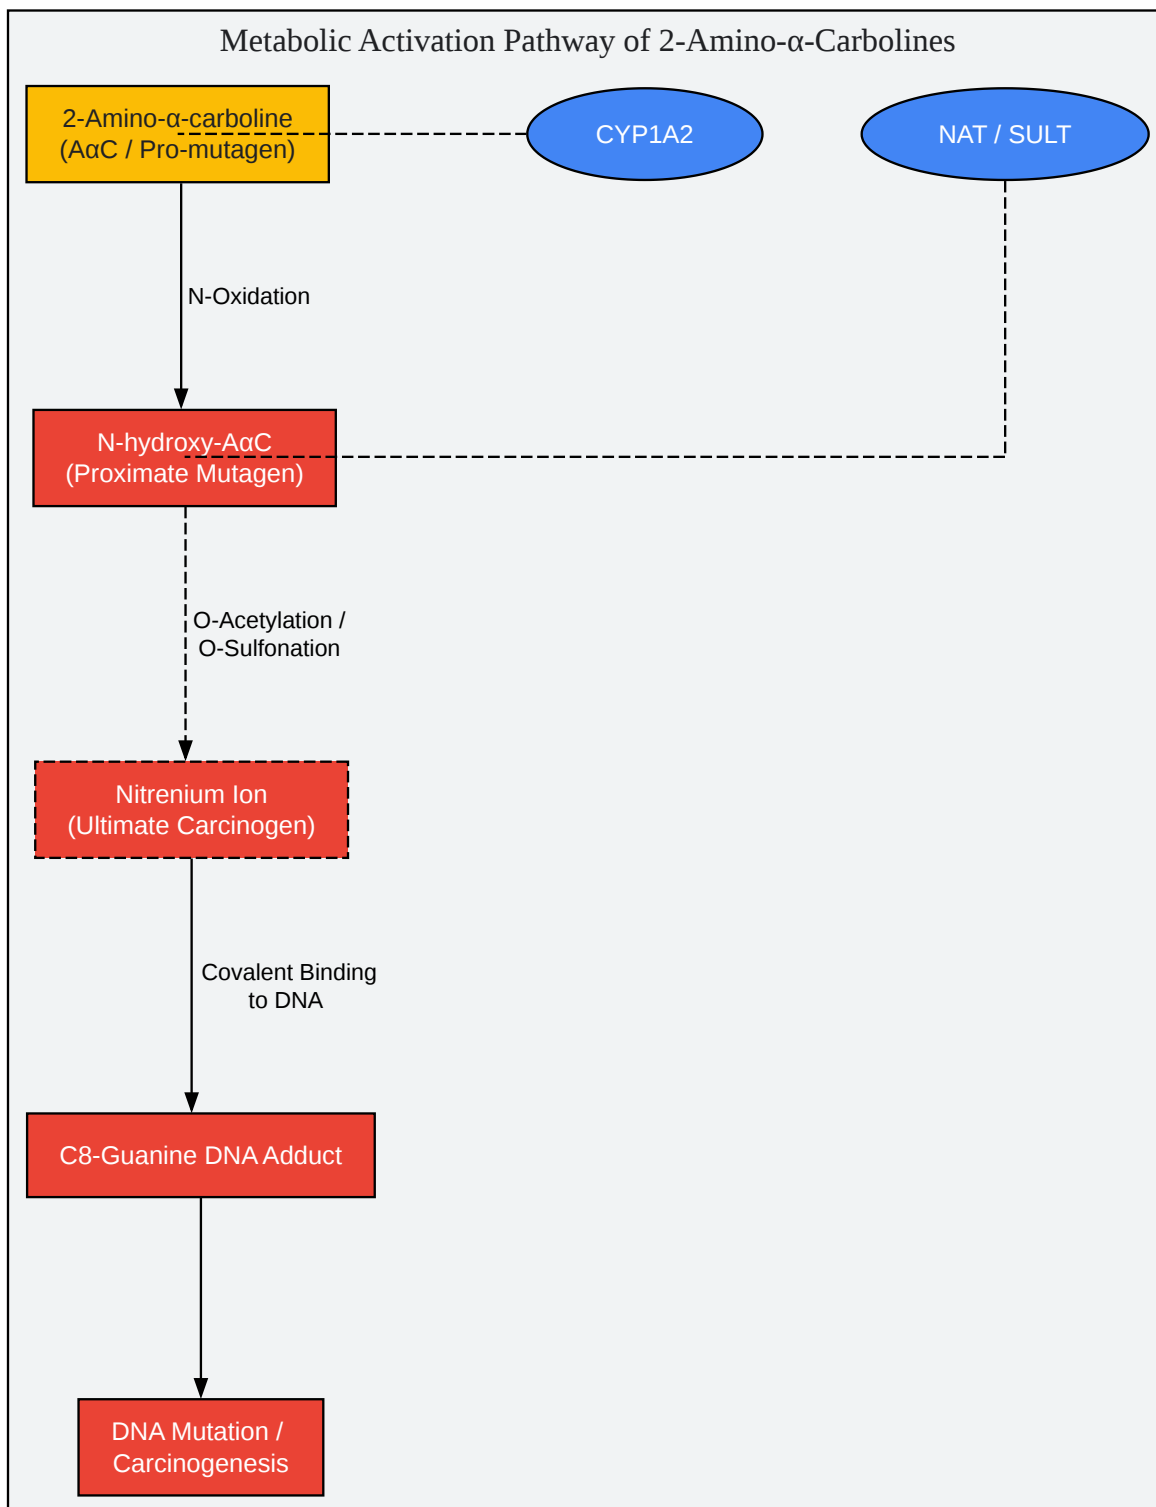 Metabolic Activation Pathway of 2-Amino-α-Carbolines
2-Amino-α-carboline
(AαC / Pro-mutagen)
CYP1A2
NAT / SULT
N-Oxidation
N-hydroxy-AαC
(Proximate Mutagen)
O-Acetylation /
O-Sulfonation
Nitrenium Ion
(Ultimate Carcinogen)
Covalent Binding
to DNA
C8-Guanine DNA Adduct
DNA Mutation /
Carcinogenesis